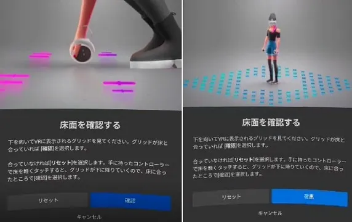 床面を確認する
下を向いてVRに表示されるグリッドを見てください。グリッドが床と
合っていれば[確認]を選択します。
合っていなければリセットを選択します。手に持ったコントローラー
で床を軽くタッチすると、グリッドが下に降りていくので、床に合っ
たところで[確認]を選択します。
リセット
確認
キャンセル
床面を確認する
下を向いてVRに表示されるグリッドを見てください。グリッドが床と
合っていれば[確認]を選択します。
合っていなければリセットを選択します。手に持ったコントローラー
で床を軽くタッチすると、グリッドが下に降りていくので、床に合っ
たところで[確認]を選択します。
リセット
キャンセル